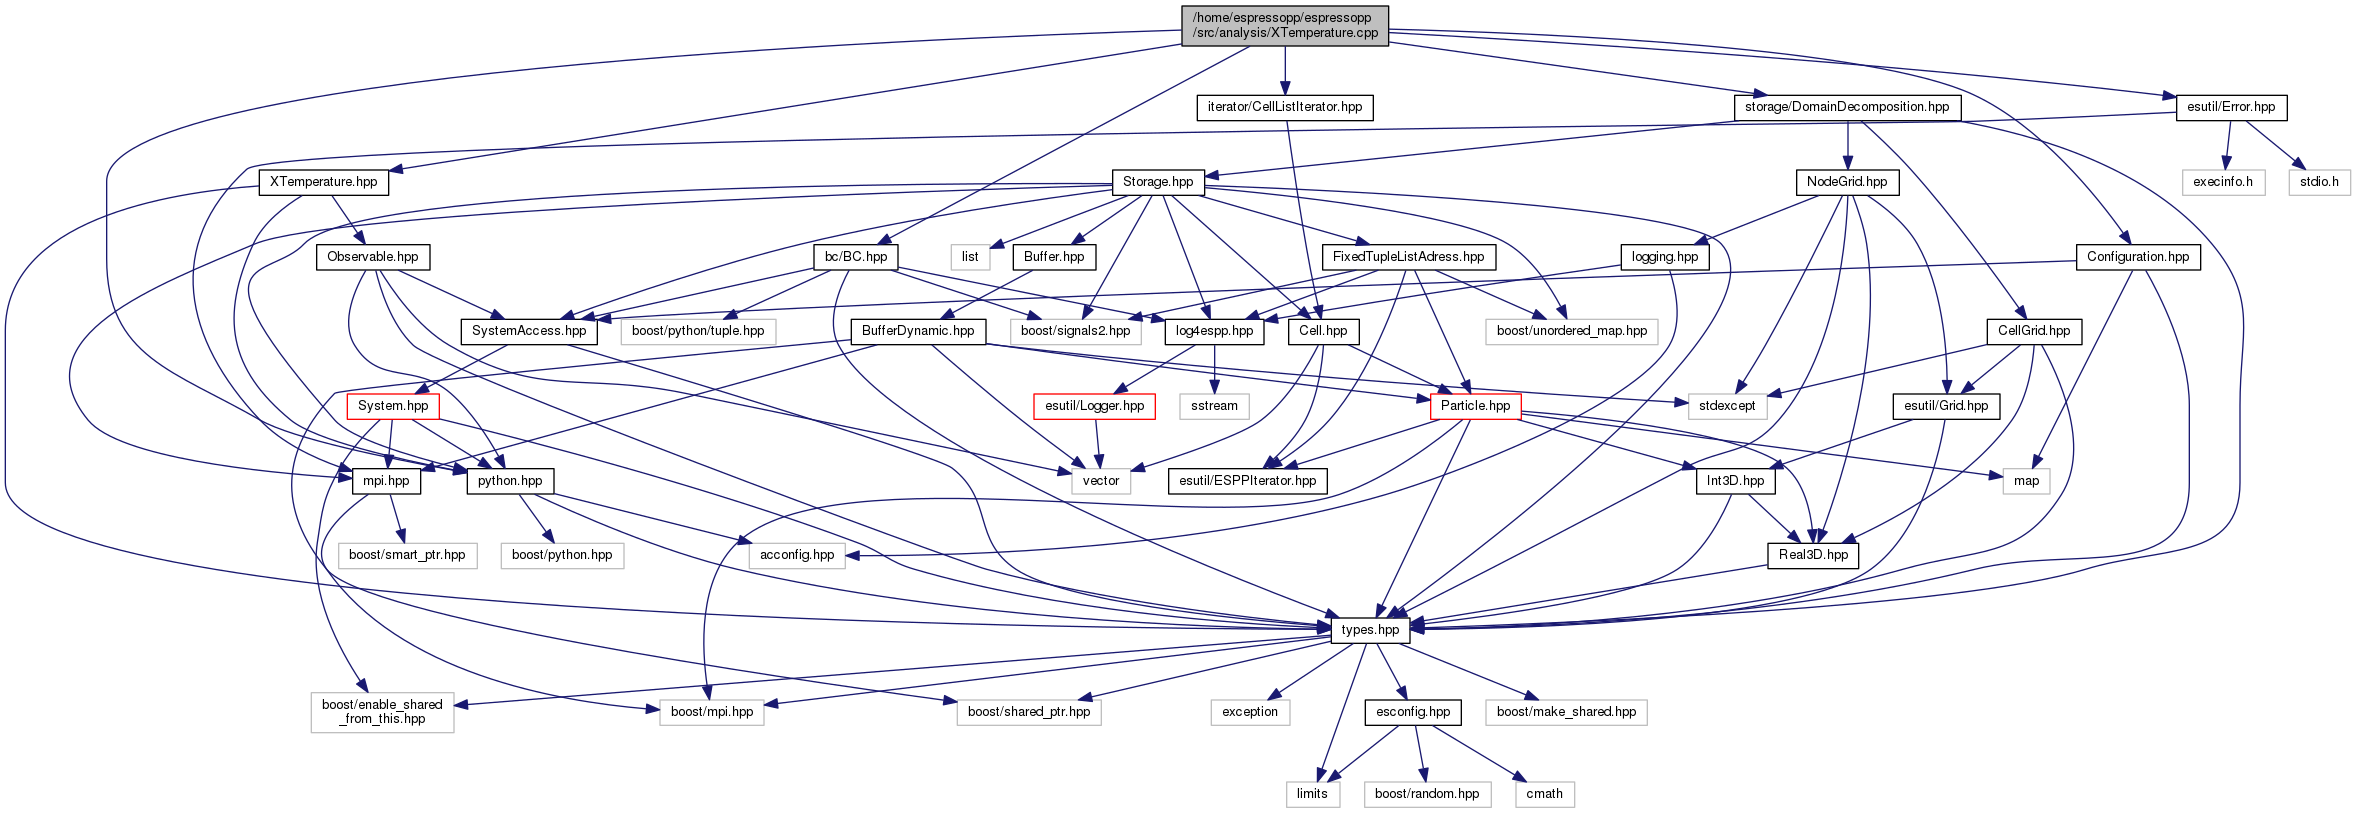 /home/espressopp/espressopp
/src/analysis/XTemperature.cpp
iterator/CellListIterator.hpp
storage/DomainDecomposition.hpp
esutil/Error.hpp
XTemperature.hpp
Storage.hpp
NodeGrid.hpp
execinfo.h
stdio.h
Observable.hpp
bc/BC.hpp
list
Buffer.hpp
FixedTupleListAdress.hpp
logging.hpp
Configuration.hpp
SystemAccess.hpp
boost/python/tuple.hpp
BufferDynamic.hpp
boost/signals2.hpp
log4espp.hpp
Cell.hpp
boost/unordered_map.hpp
CellGrid.hpp
System.hpp
esutil/Logger.hpp
sstream
Particle.hpp
stdexcept
esutil/Grid.hpp
mpi.hpp
python.hpp
vector
esutil/ESPPIterator.hpp
Int3D.hpp
map
boost/smart_ptr.hpp
boost/python.hpp
acconfig.hpp
Real3D.hpp
types.hpp
boost/enable_shared
_from_this.hpp
boost/mpi.hpp
boost/shared_ptr.hpp
exception
esconfig.hpp
boost/make_shared.hpp
limits
boost/random.hpp
cmath